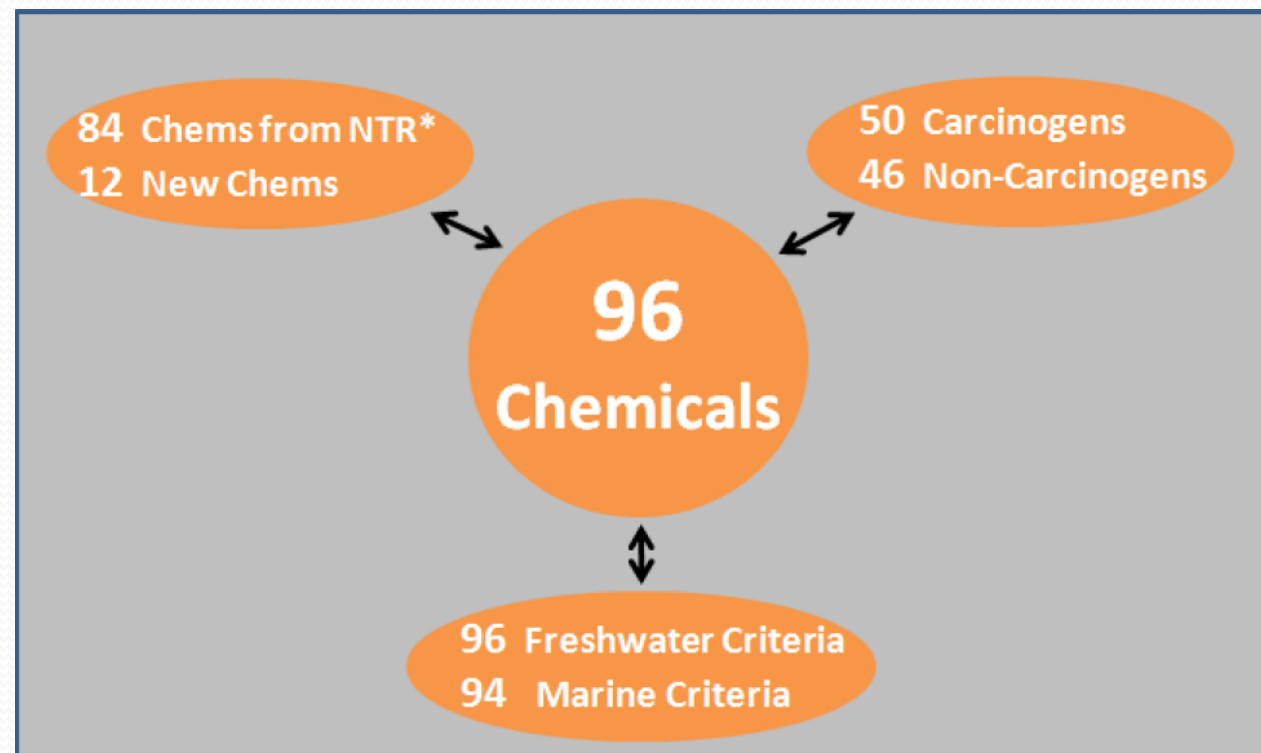 84 Chems from NTR*
12 New Chems
50 Carcinogens
46 Non-Carcinogens
96
Chemicals
96 Freshwater Criteria
94 Marine Criteria